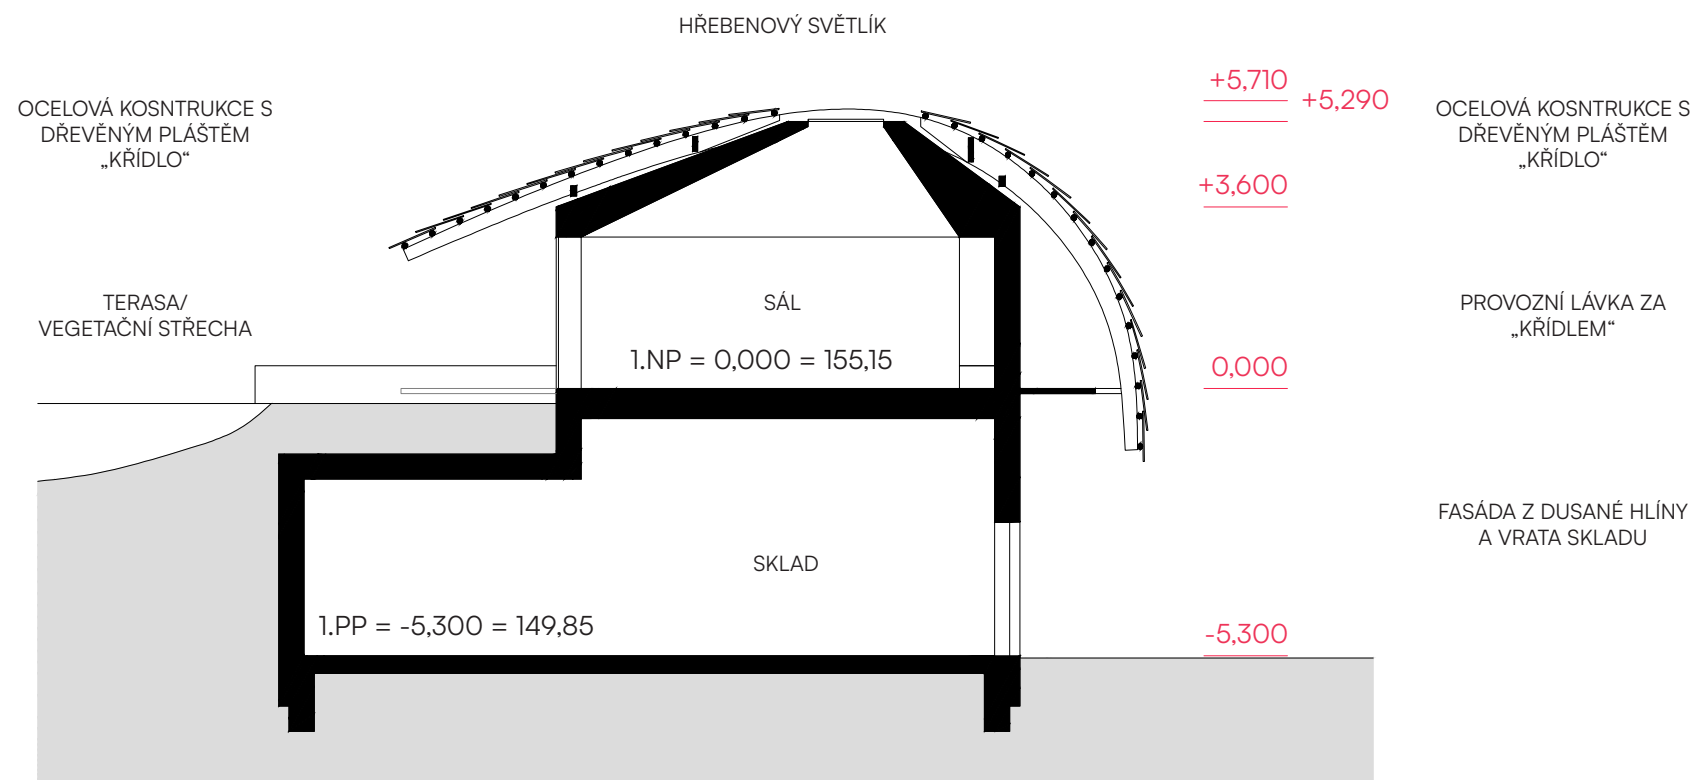 HŘEBENOVÝ SVĚTLÍK
OCELOVÁ KOSNTRUKCE S
DŘEVĚNÝM PLÁŠTĚM
„KŘÍDLO“
+5,710
+5,290
OCELOVÁ KOSNTRUKCE S
DŘEVĚNÝM PLÁŠTĚM
„KŘÍDLO“
+3,600
TERASA/
VEGETAČNÍ STŘECHA
SÁL
PROVOZNÍ LÁVKA ZA
„KŘÍDLEM“
1.NP = 0,000 = 155,15
0,000
FASÁDA Z DUSANÉ HLÍNY
A VRATA SKLADU
SKLAD
1.PP = -5,300 = 149,85
-5,300